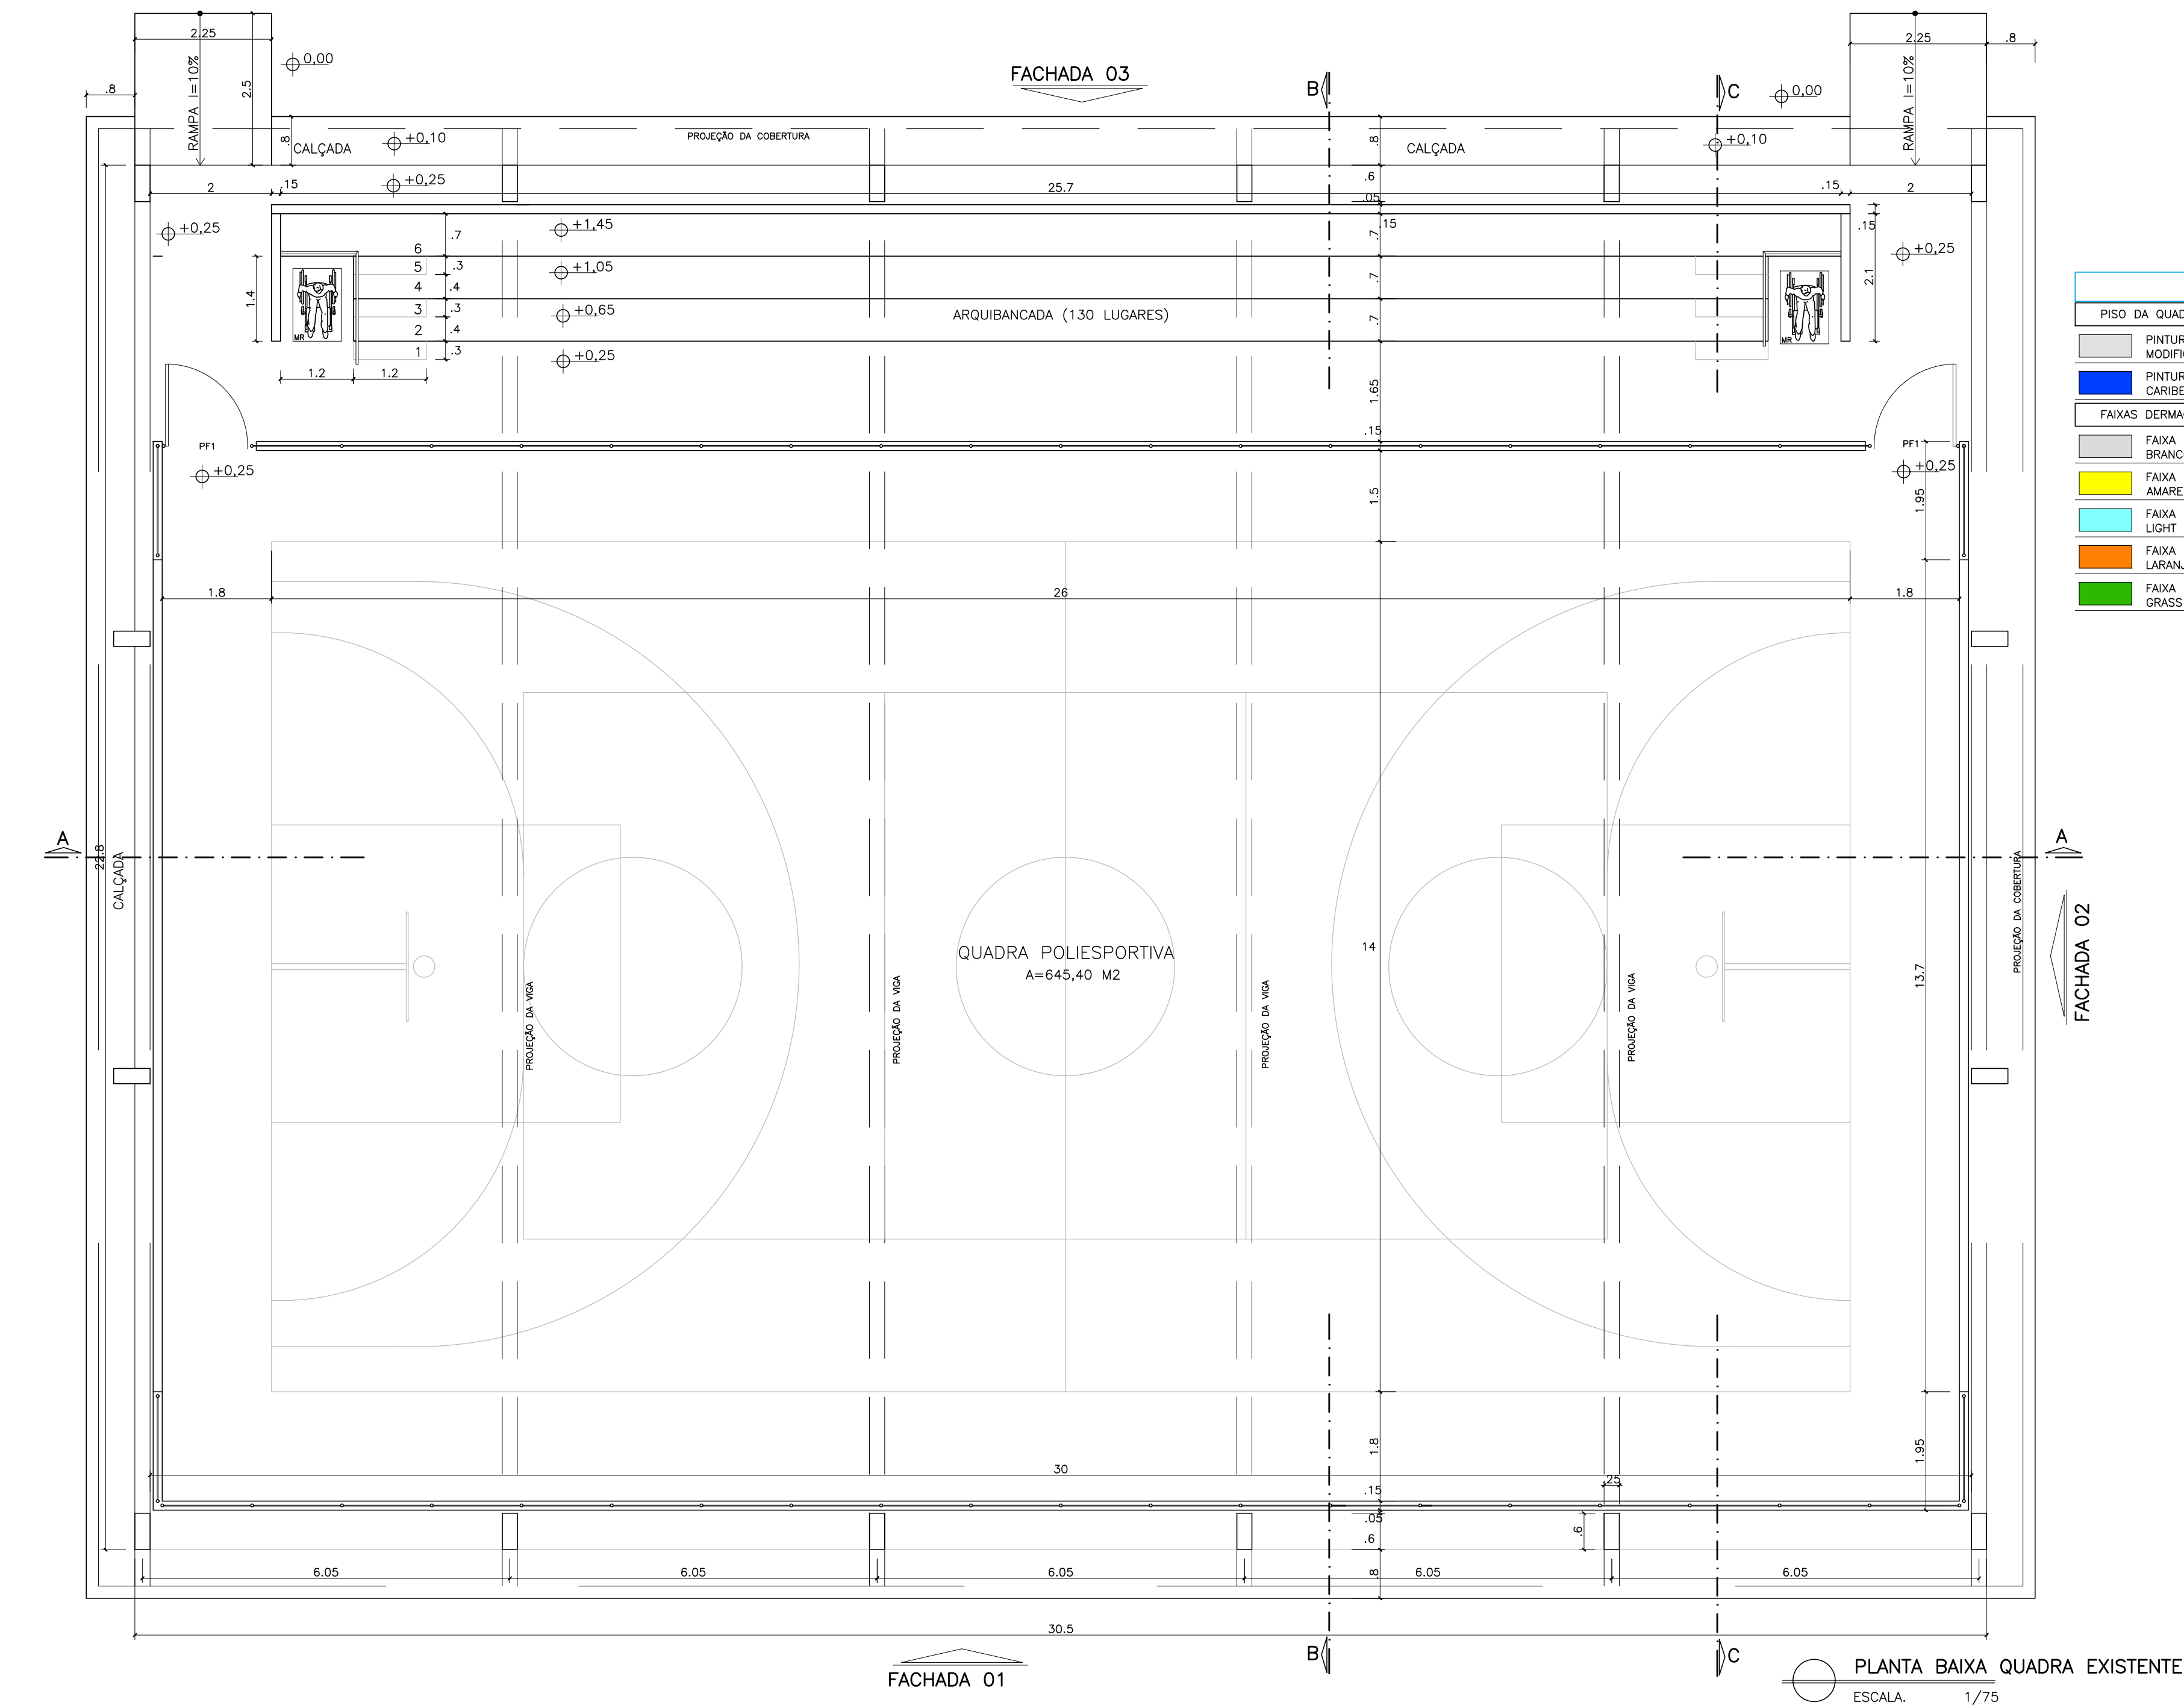 2.25
2.25
.8
0,00
FACHADA 03
B
C
0,00
.8
RAMPA I=10%
2.5
RAMPA I=10%
.8
+0,10
PROJEÇÃO DA COBERTURA
.8
+0,10
CALÇADA
CALÇADA
+0,25
.6
2
.15
25.7
.05
.15
2
+0,25
+1,45
.7
.15
.7
.15
+0,25
6
5
.3
+1,05
.7
2.1
4
.4
1.4
3
.3
+0,65
ARQUIBANCADA (130 LUGARES)
.7
2
.4
MR
MR
1
.3
+0,25
1.2
1.2
1.65
.15
PF1
PF1
+0,25
+0,25
1.5
1.95
1.8
26
1.8
PISO DA QUAD
PINTUR
MODIFI
PINTUR
CARIBE
FAIXAS DERMA
FAIXA
BRANC
FAIXA
AMARE
FAIXA
LIGHT
FAIXA
LARANJ
FAIXA
GRASS
A
A
22.8
CALÇADA
QUADRA POLIESPORTIVA
A=645,40 M2
14
13.7
PROJEÇÃO DA COBERTURA
FACHADA 02
PROJEÇÃO DA VIGA
PROJEÇÃO DA VIGA
PROJEÇÃO DA VIGA
PROJEÇÃO DA VIGA
1.8
1.95
30
.25
.15
.05
.6
.6
6.05
6.05
6.05
6.05
6.05
.8
30.5
B
C
FACHADA 01
PLANTA BAIXA QUADRA EXISTENTE
ESCALA. 1/75